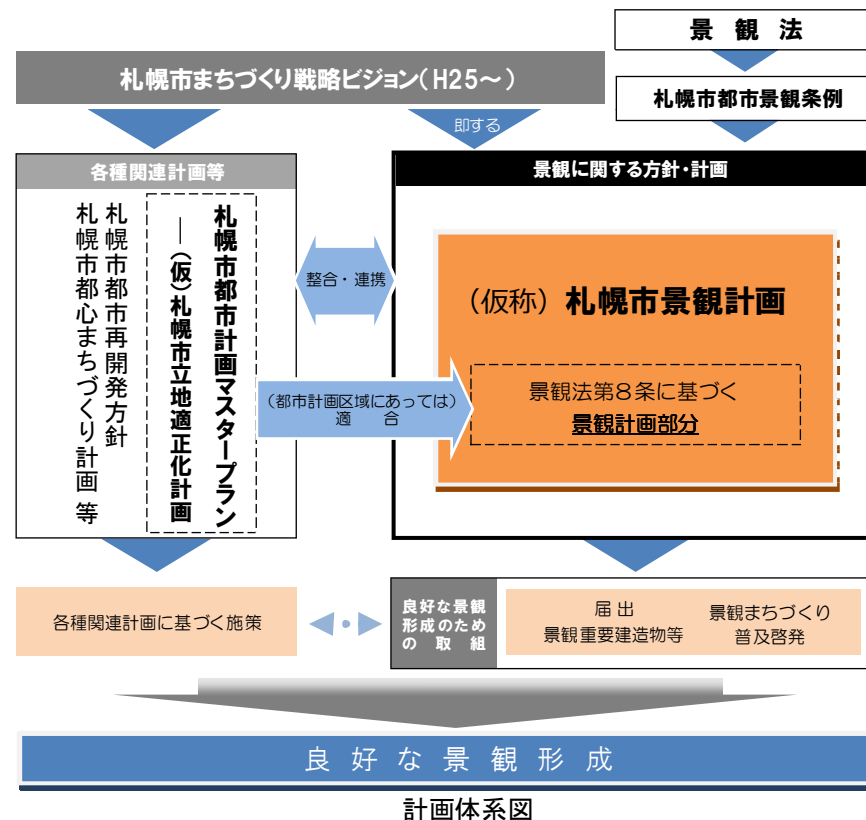 景観法
札幌市まちづくり戦略ビジョン(H25～)
札幌市都市景観条例
即する
各種関連計画等
景観に関する方針・計画
札幌市都市計画マスタープラン
―(仮)札幌市立地適正化計画
札幌市都市再開発方針
札幌市都心まちづくり計画 等
整合・連携
(仮称) 札幌市景観計画
(都市計画区域にあっては)
適合
景観法第8条に基づく
景観計画部分
各種関連計画に基づく施策
良好な景観
形成のため
の取組
届出
景観重要建造物等
景観まちづくり
普及啓発
良好な景観形成
計画体系図